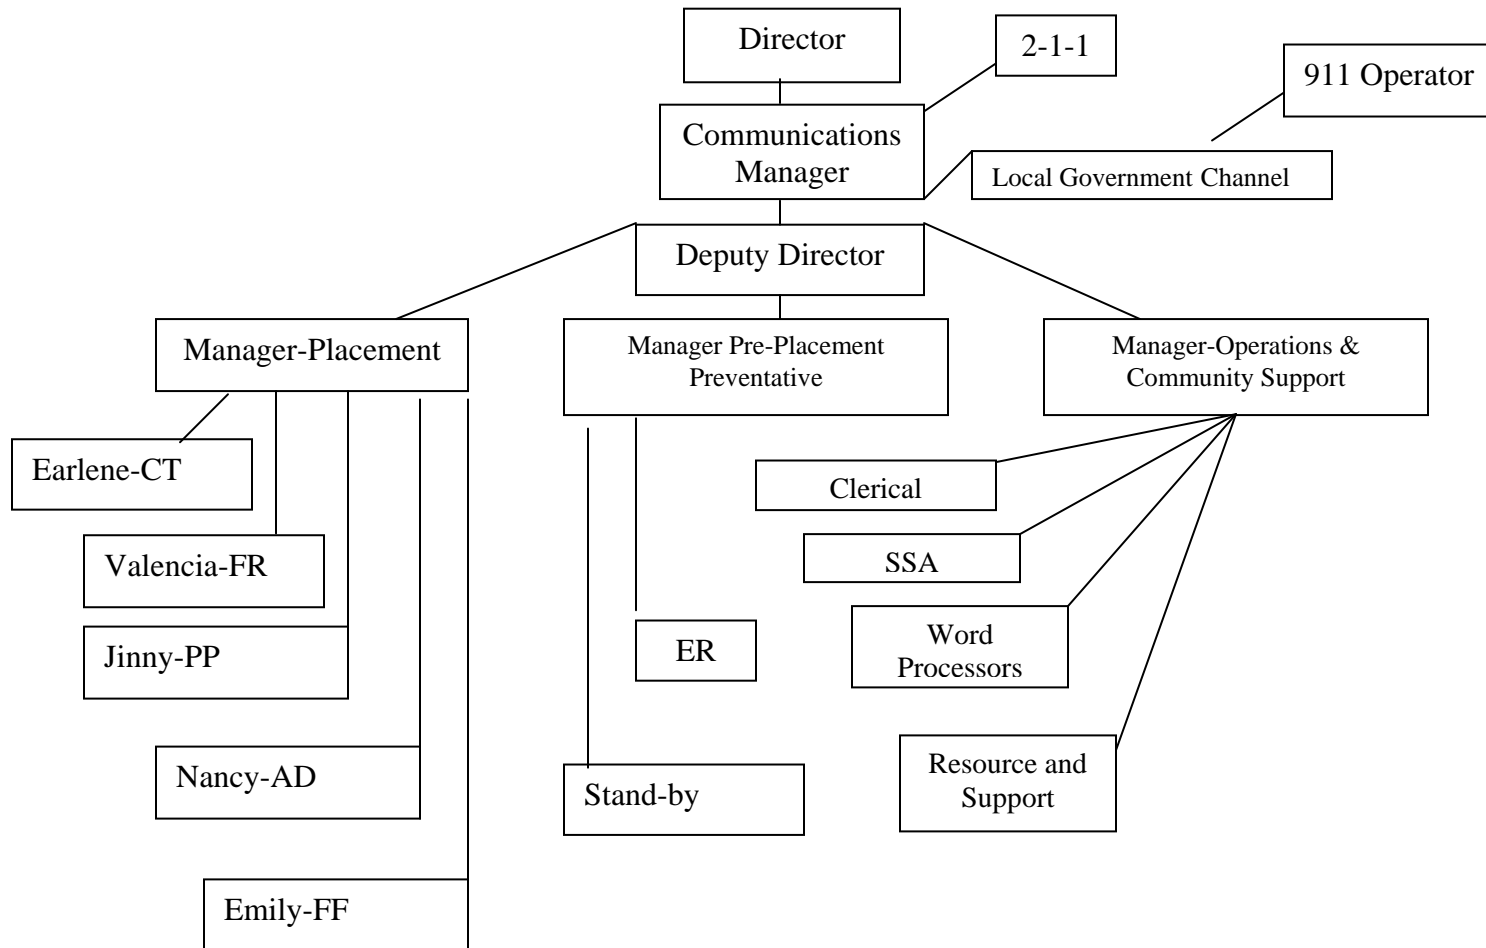 Director
2-1-1
911 Operator
Communications
Manager
Local Government Channel
Deputy Director
Manager-Placement
Manager Pre-Placement
Preventative
Manager-Operations &
Community Support
Earlene-CT
Clerical
Valencia-FR
SSA
Jinny-PP
ER
Word
Processors
Nancy-AD
Stand-by
Resource and
Support
Emily-FF